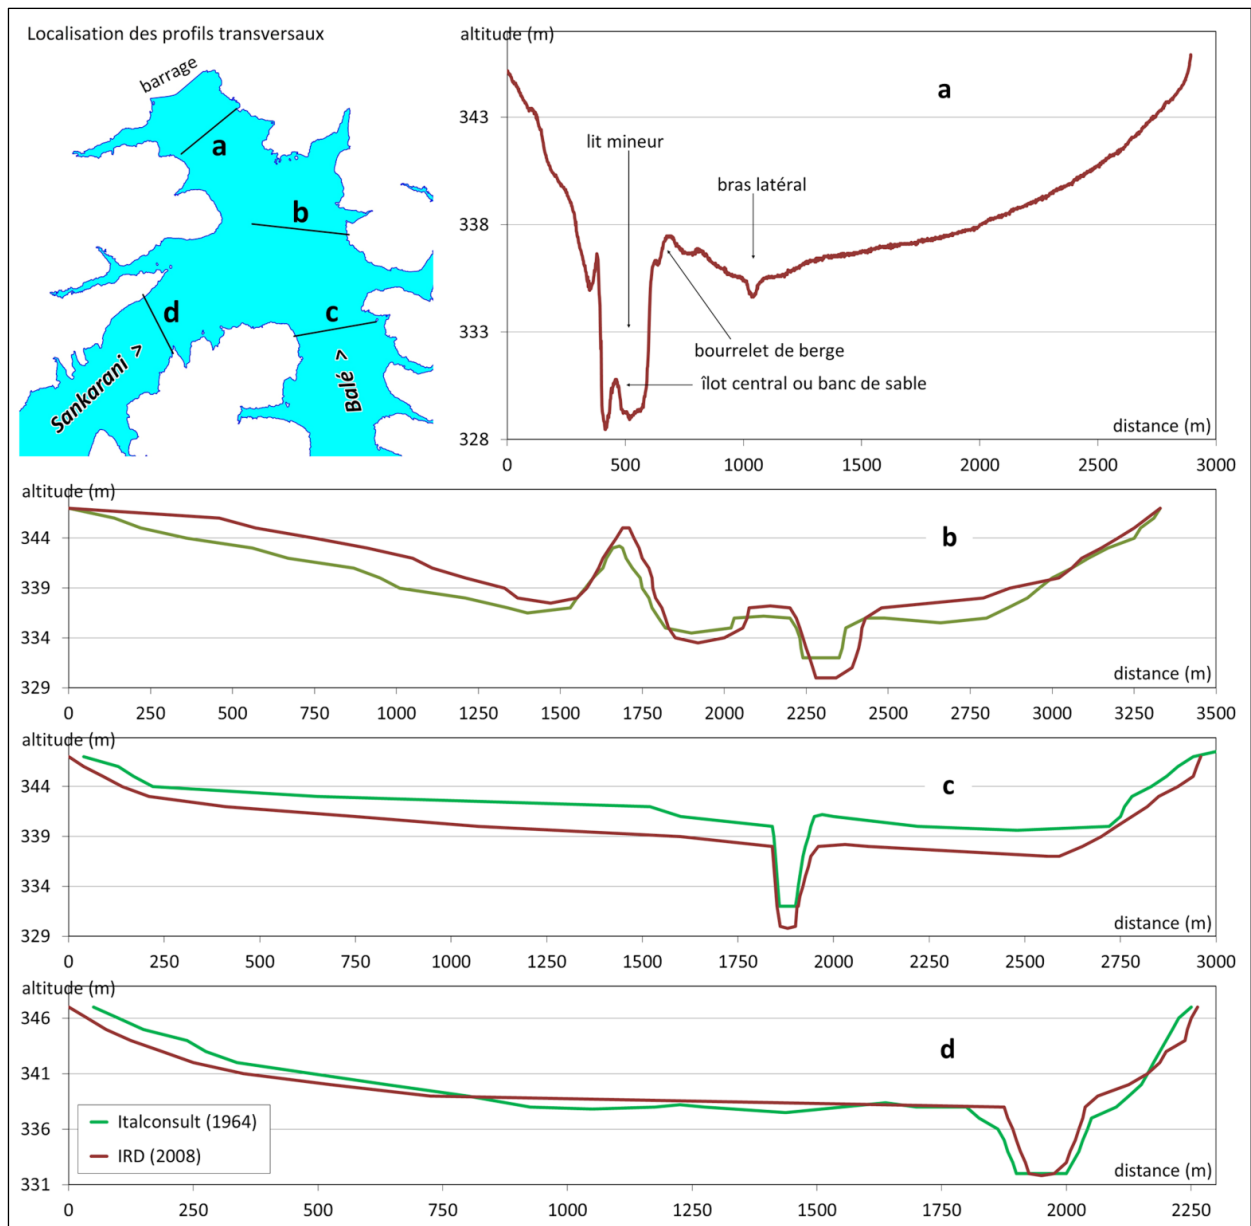 Localisation des profils transversaux
barrage
a
b
c
d
Sankarani >
Balé >
altitude (m)
a
343
338
333
328
lit mineur
bras latéral
bourrelet de berge
îlot central ou banc de sable
distance (m)
0 500 1000 1500 2000 2500 3000
altitude (m)
b
344
339
334
329
distance (m)
0 250 500 750 1000 1250 1500 1750 2000 2250 2500 2750 3000 3250 3500
altitude (m)
c
344
339
334
329
distance (m)
0 250 500 750 1000 1250 1500 1750 2000 2250 2500 2750 3000
altitude (m)
d
346
341
336
331
Italconsult (1964)
IRD (2008)
distance (m)
0 250 500 750 1000 1250 1500 1750 2000 2250